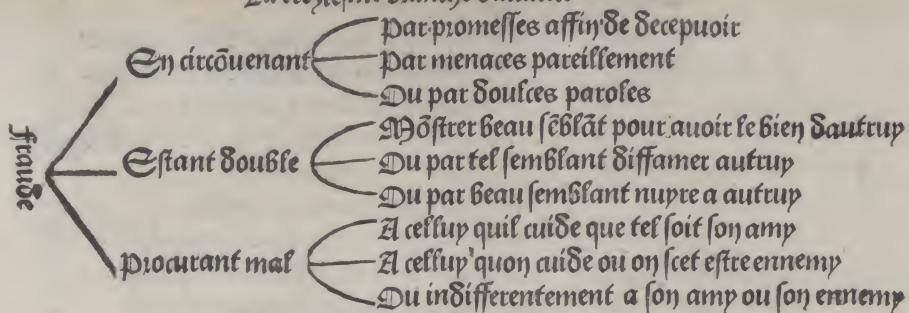 Par promesses affin de decepuoir
En circōuenant
Par menaces pareillement
Ou par doulces paroles
Mōstrer beau sēblāt pour auoir le bien dautruy
fraude
Estant double
Ou par tel semblant diffamer autruy
Ou par beau semblant nuyre a autruy
A celluy quil cuide que tel soit son amy
Procurant mal
A celluy quon cuide ou on scet estre ennemy
Ou indifferentement a son amy ou son ennemy